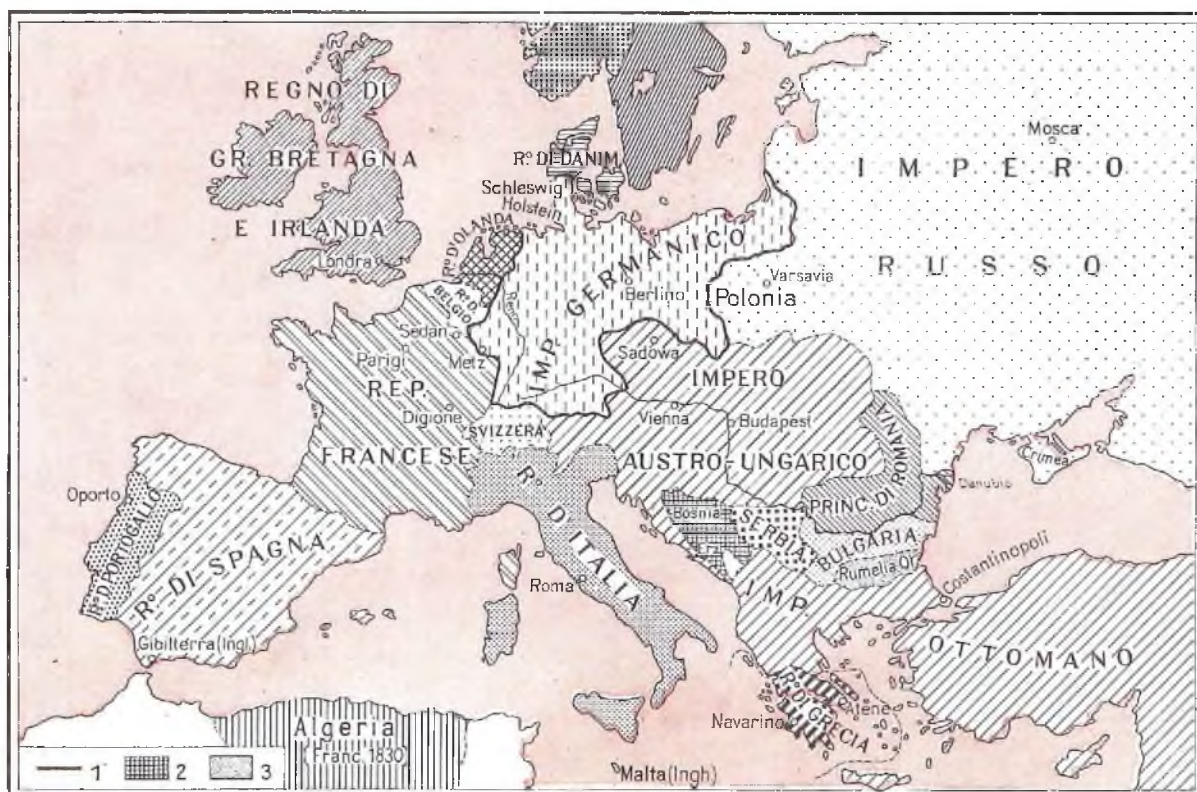 REGNO DI
GR. BRETAGNA
E IRLANDA
Londra
Rº. DI DANIM
Schleswig
Holstein
Mosca
IMPERO
RUSSO
Rº D'OLANDA
Rº D.
BELGIO
Reno
IMP. GERMANICO
Berlino
Varsavia
Polonia
Sedan
Parigi
Metz
REP.
FRANCESE
Digione
SVIZZERA
Sadowa
IMPERO
AUSTRO-UNGARICO
Vienna
Budapest
PRINC. DI ROMANIA
Crimea
Danubio
Bosnia
SERBIA
BULGARIA
Rumelia Or.
Costantinopoli
IMP.
OTTOMANO
Oporto
Rº. DI PORTOGALLO
Rº. DI SPAGNA
Gibilterra (Ingl.)
Rº. D'ITALIA
Roma
Rº. DI GRECIA
Atene
Navarino
Malta (Ingh.)
Algeria
(Franc. 1830)
1 2 3